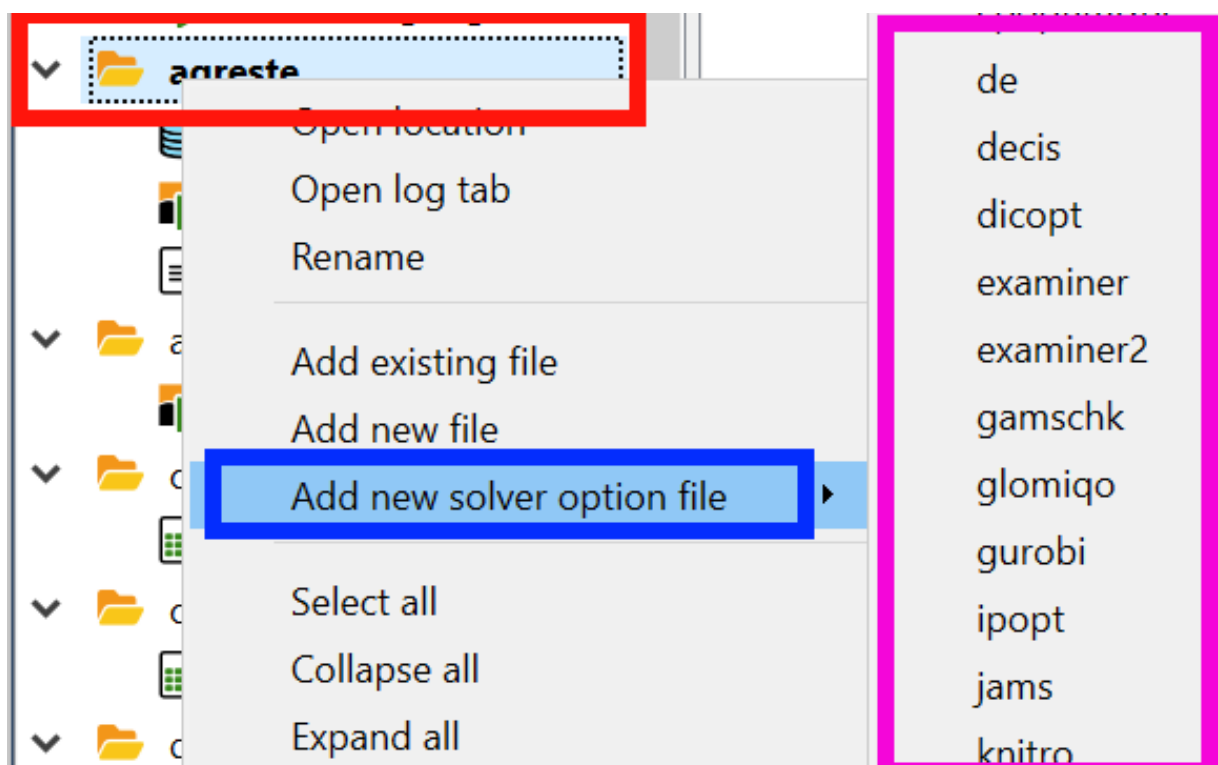 agreste
Open location
Open log tab
Rename
Add existing file
Add new file
Add new solver option file
Select all
Collapse all
Expand all
de
decis
dicopt
examiner
examiner2
gamschk
glomiqo
gurobi
ipopt
jams
knitro